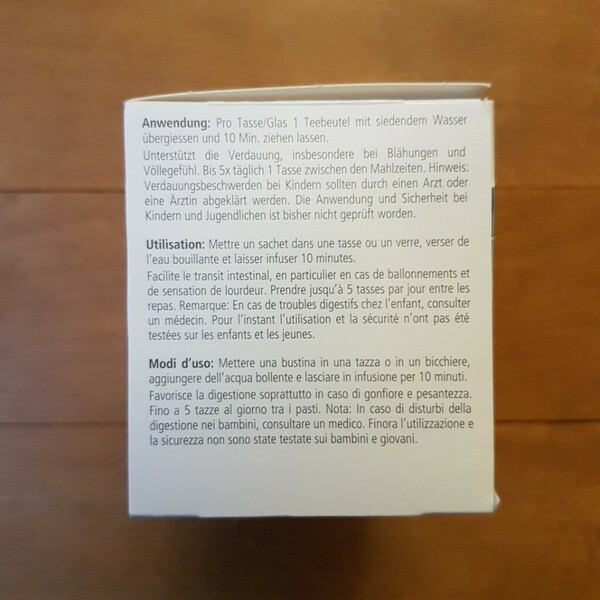 Anwendung: Pro Tasse/Glas 1 Teebeutel mit siedendem Wasser
übergiessen und 10 Min. ziehen lassen.
Unterstützt die Verdauung, insbesondere bei Blähungen und
Völlegefühl. Bis 5x täglich 1 Tasse zwischen den Mahlzeiten. Hinweis:
Verdauungsbeschwerden bei Kindern sollten durch einen Arzt oder
eine Ärztin abgeklärt werden. Die Anwendung und Sicherheit bei
Kindern und Jugendlichen ist bisher nicht geprüft worden.
Utilisation: Mettre un sachet dans une tasse ou un verre, verser de
l'eau bouillante et laisser infuser 10 minutes.
Facilite le transit intestinal, en particulier en cas de ballonnements et
de sensation de lourdeur. Prendre jusqu'à 5 tasses par jour entre les
repas. Remarque: En cas de troubles digestifs chez l'enfant, consulter
un médecin. Pour l'instant l'utilisation et la sécurité n'ont pas été
testées sur les enfants et les jeunes.
Modi d'uso: Mettere una bustina in una tazza o in un bicchiere,
aggiungere dell'acqua bollente e lasciare in infusione per 10 minuti.
Favorisce la digestione soprattutto in caso di gonfiore e pesantezza.
Fino a 5 tazze al giorno tra i pasti. Nota: In caso di disturbi della
digestione nei bambini, consultare un medico. Finora l'utilizzazione e
la sicurezza non sono state testate sui bambini e giovani.